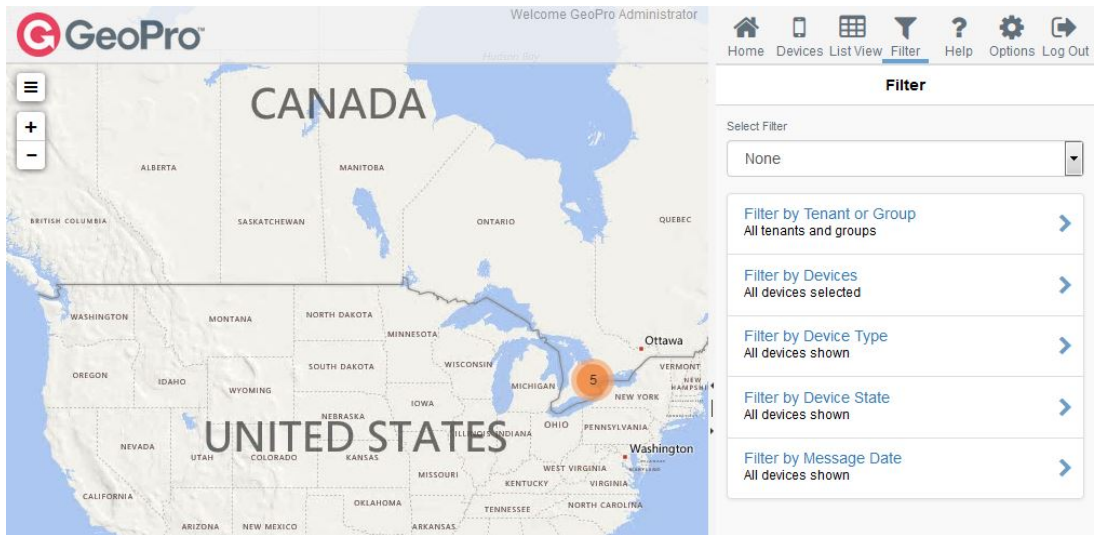 GeoPro™
Welcome GeoPro Administrator
Hudson Bay
CANADA
ALBERTA
MANITOBA
BRITISH COLUMBIA
SASKATCHEWAN
ONTARIO
QUEBEC
WASHINGTON
MONTANA
NORTH DAKOTA
MINNESOTA
Ottawa
OREGON
IDAHO
WYOMING
SOUTH DAKOTA
WISCONSIN
MICHIGAN
5
VERMONT
NEW YORK
NEBRASKA
IOWA
UNITED STATES
ILLINOIS
INDIANA
OHIO
PENNSYLVANIA
Washington
NEVADA
UTAH
COLORADO
KANSAS
MISSOURI
WEST VIRGINIA
KENTUCKY
VIRGINIA
CALIFORNIA
OKLAHOMA
TENNESSEE
NORTH CAROLINA
ARIZONA
NEW MEXICO
ARKANSAS
+
−
Home Devices List View Filter Help Options Log Out
Filter
Select Filter
None
Filter by Tenant or Group
All tenants and groups
Filter by Devices
All devices selected
Filter by Device Type
All devices shown
Filter by Device State
All devices shown
Filter by Message Date
All devices shown